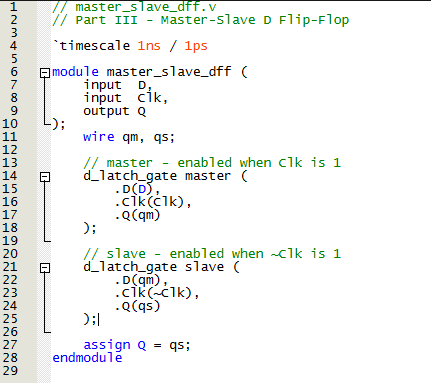 1 // master_slave_dff.v
2 // Part III - Master-Slave D Flip-Flop
3
4 `timescale 1ns / 1ps
5
6 module master_slave_dff (
7 input  D,
8 input  Clk,
9 output Q
10 );
11 wire qm, qs;
12
13 // master - enabled when Clk is 1
14 d_latch_gate master (
15 .D(D),
16 .Clk(Clk),
17 .Q(qm)
18 );
19
20 // slave - enabled when ~Clk is 1
21 d_latch_gate slave (
22 .D(qm),
23 .Clk(~Clk),
24 .Q(qs)
25 );
26
27 assign Q = qs;
28 endmodule
29